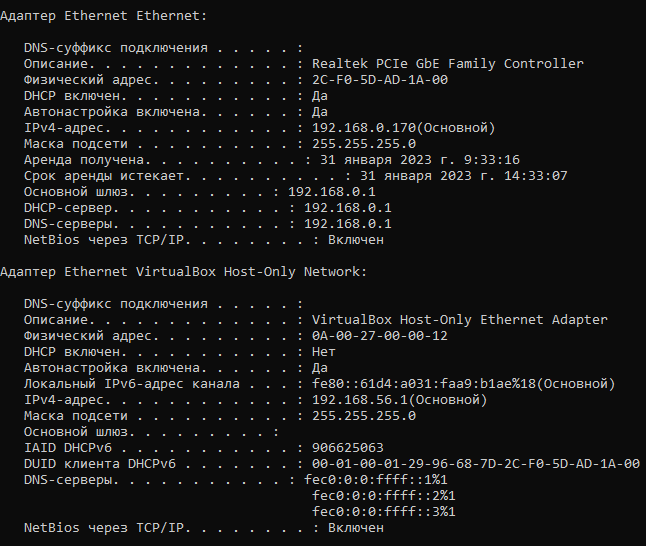 Адаптер Ethernet Ethernet:
DNS-суффикс подключения . . . . . :
Описание. . . . . . . . . . . . . : Realtek PCIe GbE Family Controller
Физический адрес. . . . . . . . . : 2C-F0-5D-AD-1A-00
DHCP включен. . . . . . . . . . . : Да
Автонастройка включена. . . . . . : Да
IPv4-адрес. . . . . . . . . . . . : 192.168.0.170(Основной)
Маска подсети . . . . . . . . . . : 255.255.255.0
Аренда получена. . . . . . . . . . : 31 января 2023 г. 9:33:16
Срок аренды истекает. . . . . . . . . . : 31 января 2023 г. 14:33:07
Основной шлюз. . . . . . . . . : 192.168.0.1
DHCP-сервер. . . . . . . . . . . : 192.168.0.1
DNS-серверы. . . . . . . . . . . : 192.168.0.1
NetBios через TCP/IP. . . . . . . . : Включен
Адаптер Ethernet VirtualBox Host-Only Network:
DNS-суффикс подключения . . . . . :
Описание. . . . . . . . . . . . . : VirtualBox Host-Only Ethernet Adapter
Физический адрес. . . . . . . . . : 0A-00-27-00-00-12
DHCP включен. . . . . . . . . . . : Нет
Автонастройка включена. . . . . . : Да
Локальный IPv6-адрес канала . . . : fe80::61d4:a031:faa9:b1ae%18(Основной)
IPv4-адрес. . . . . . . . . . . . : 192.168.56.1(Основной)
Маска подсети . . . . . . . . . . : 255.255.255.0
Основной шлюз. . . . . . . . . :
IAID DHCPv6 . . . . . . . . . . . : 906625063
DUID клиента DHCPv6 . . . . . . . : 00-01-00-01-29-96-68-7D-2C-F0-5D-AD-1A-00
DNS-серверы. . . . . . . . . . . : fec0:0:0:ffff::1%1
fec0:0:0:ffff::2%1
fec0:0:0:ffff::3%1
NetBios через TCP/IP. . . . . . . . : Включен